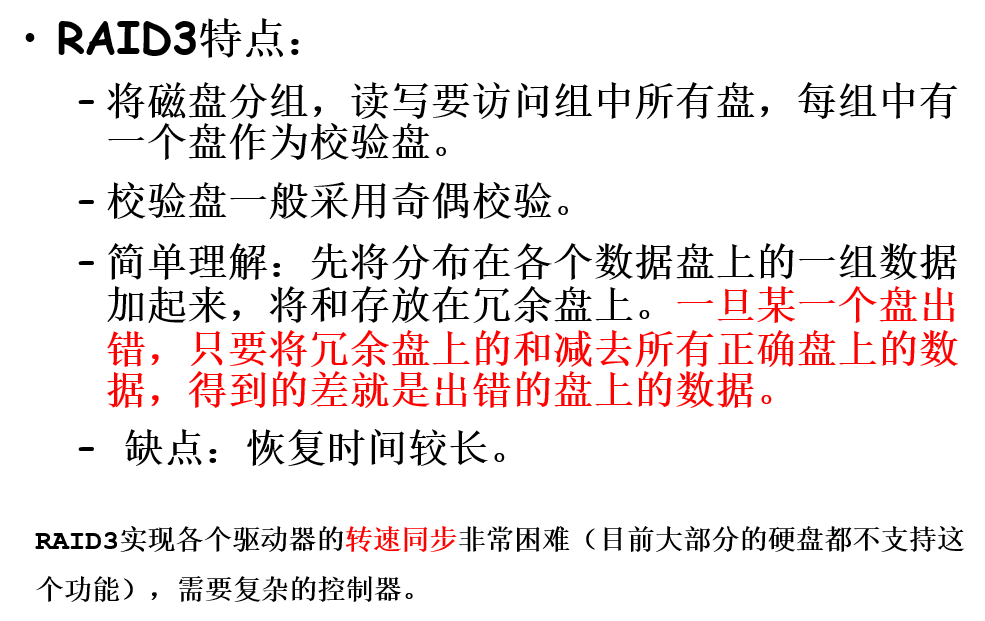 • RAID3特点：
– 将磁盘分组，读写要访问组中所有盘，每组中有
一个盘作为校验盘。
– 校验盘一般采用奇偶校验。
– 简单理解：先将分布在各个数据盘上的一组数据
加起来，将和存放在冗余盘上。一旦某一个盘出
错，只要将冗余盘上的和减去所有正确盘上的数
据，得到的差就是出错的盘上的数据。
– 缺点：恢复时间较长。
RAID3实现各个驱动器的转速同步非常困难（目前大部分的硬盘都不支持这
个功能），需要复杂的控制器。